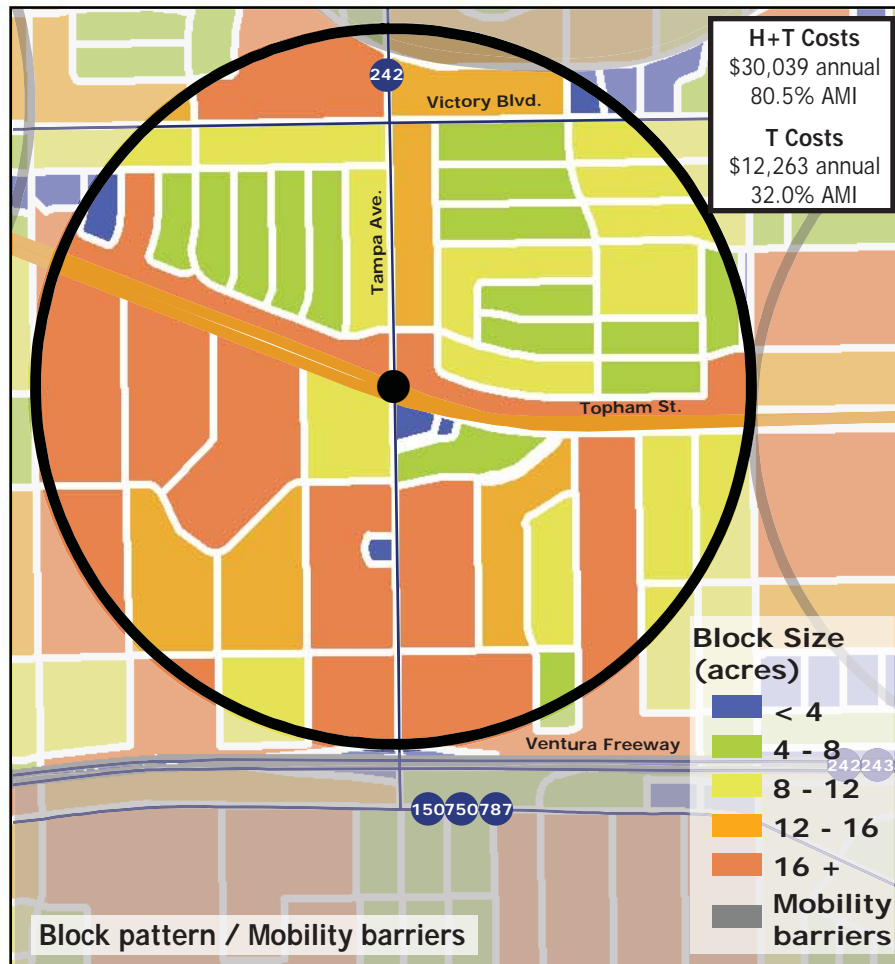 H+T Costs
$30,039 annual
80.5% AMI
T Costs
$12,263 annual
32.0% AMI
242
Victory Blvd.
Tampa Ave.
Topham St.
Ventura Freeway
242 243
150 750 787
Block Size
(acres)
< 4
4 - 8
8 - 12
12 - 16
16 +
Mobility
barriers
Block pattern / Mobility barriers